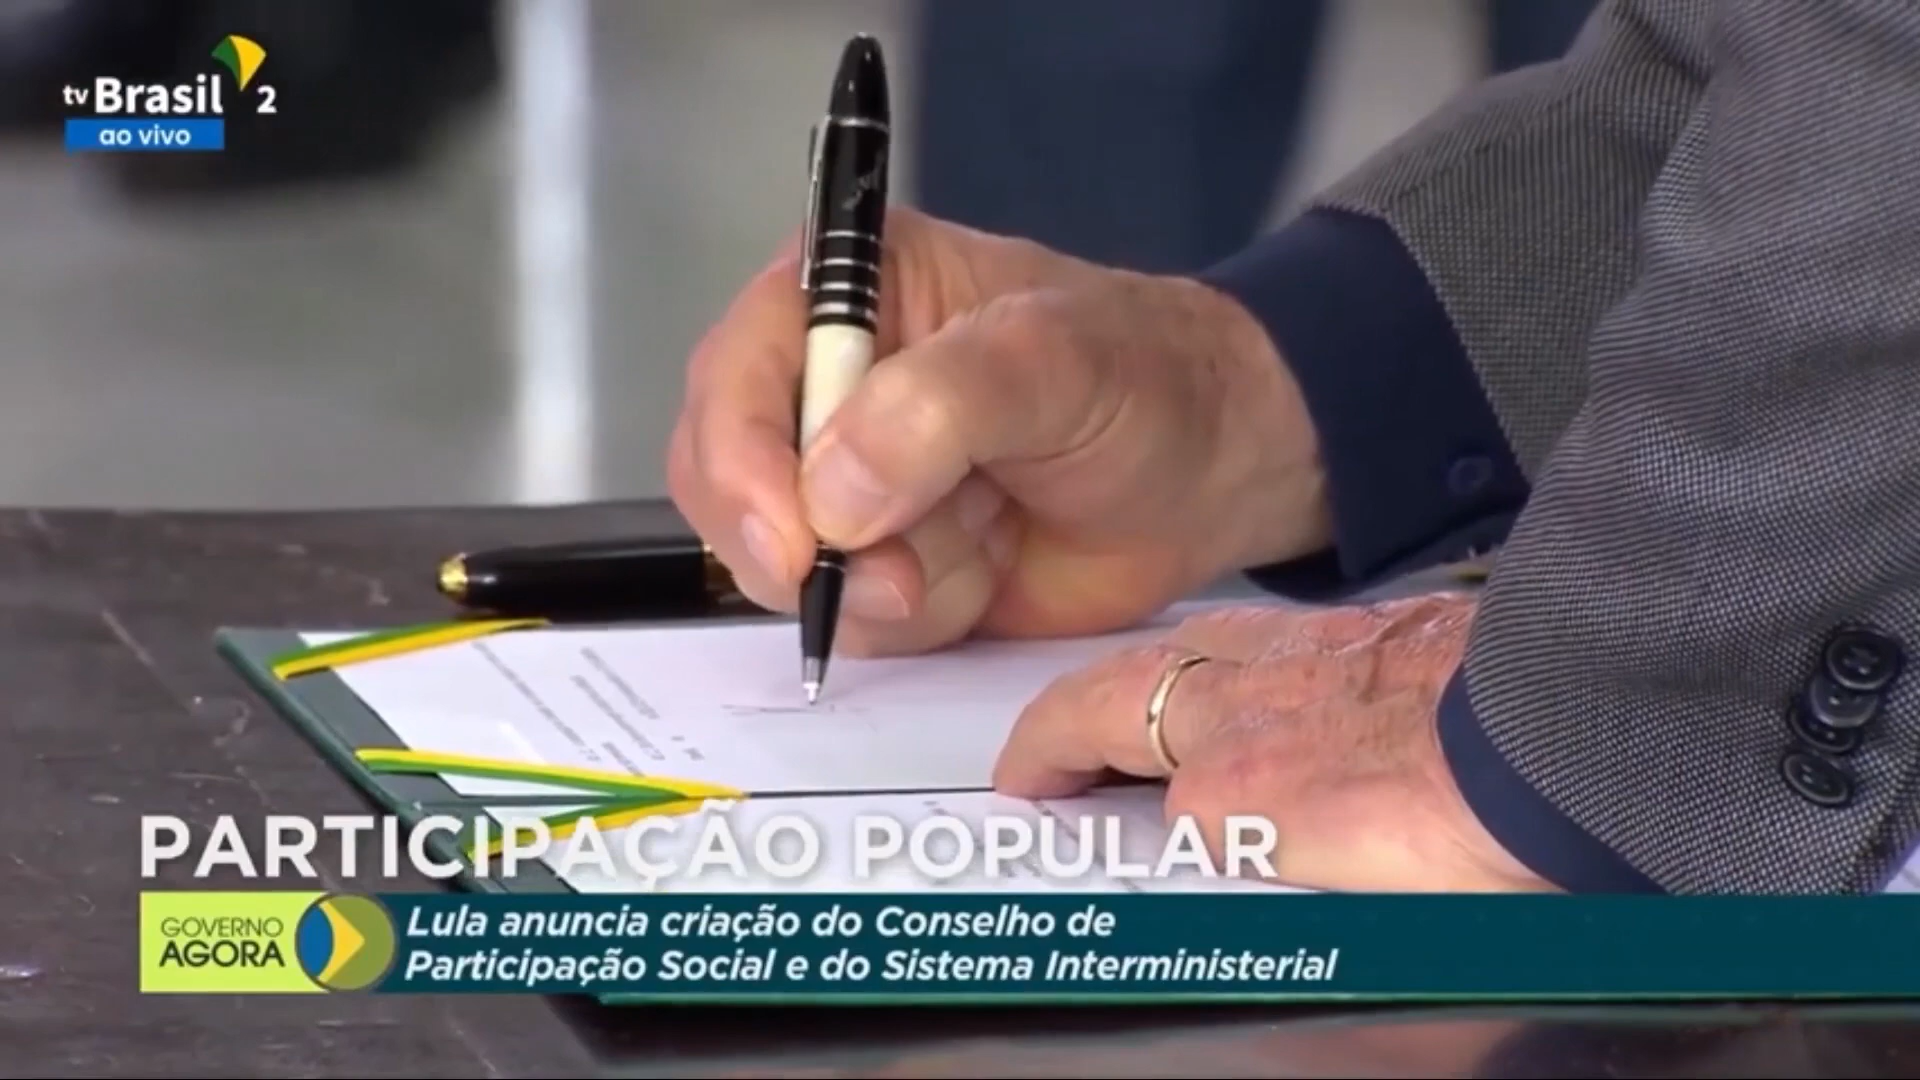 tv Brasil 2
ao vivo
PARTICIPAÇÃO POPULAR
GOVERNO
AGORA
Lula anuncia criação do Conselho de
Participação Social e do Sistema Interministerial